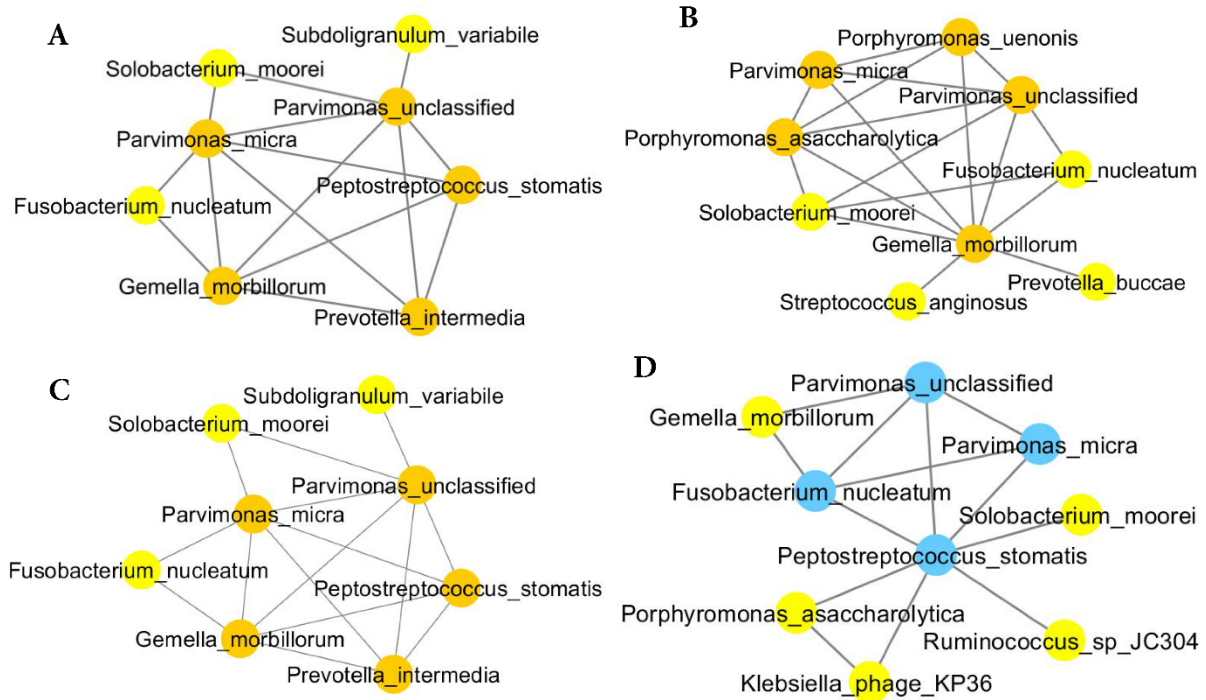 A
Subdoligranulum_variabile
Solobacterium_moorei
Parvimonas_unclassified
Parvimonas_micra
Peptostreptococcus_stomatis
Fusobacterium_nucleatum
Gemella_morbillorum
Prevotella_intermedia
B
Porphyromonas_uenonis
Parvimonas_micra
Parvimonas_unclassified
Porphyromonas_asaccharolytica
Fusobacterium_nucleatum
Solobacterium_moorei
Gemella_morbillorum
Prevotella_buccae
Streptococcus_anginosus
C
Subdoligranulum_variabile
Solobacterium_moorei
Parvimonas_unclassified
Parvimonas_micra
Fusobacterium_nucleatum
Peptostreptococcus_stomatis
Gemella_morbillorum
Prevotella_intermedia
D
Parvimonas_unclassified
Gemella_morbillorum
Parvimonas_micra
Fusobacterium_nucleatum
Solobacterium_moorei
Peptostreptococcus_stomatis
Porphyromonas_asaccharolytica
Ruminococcus_sp_JC304
Klebsiella_phage_KP36